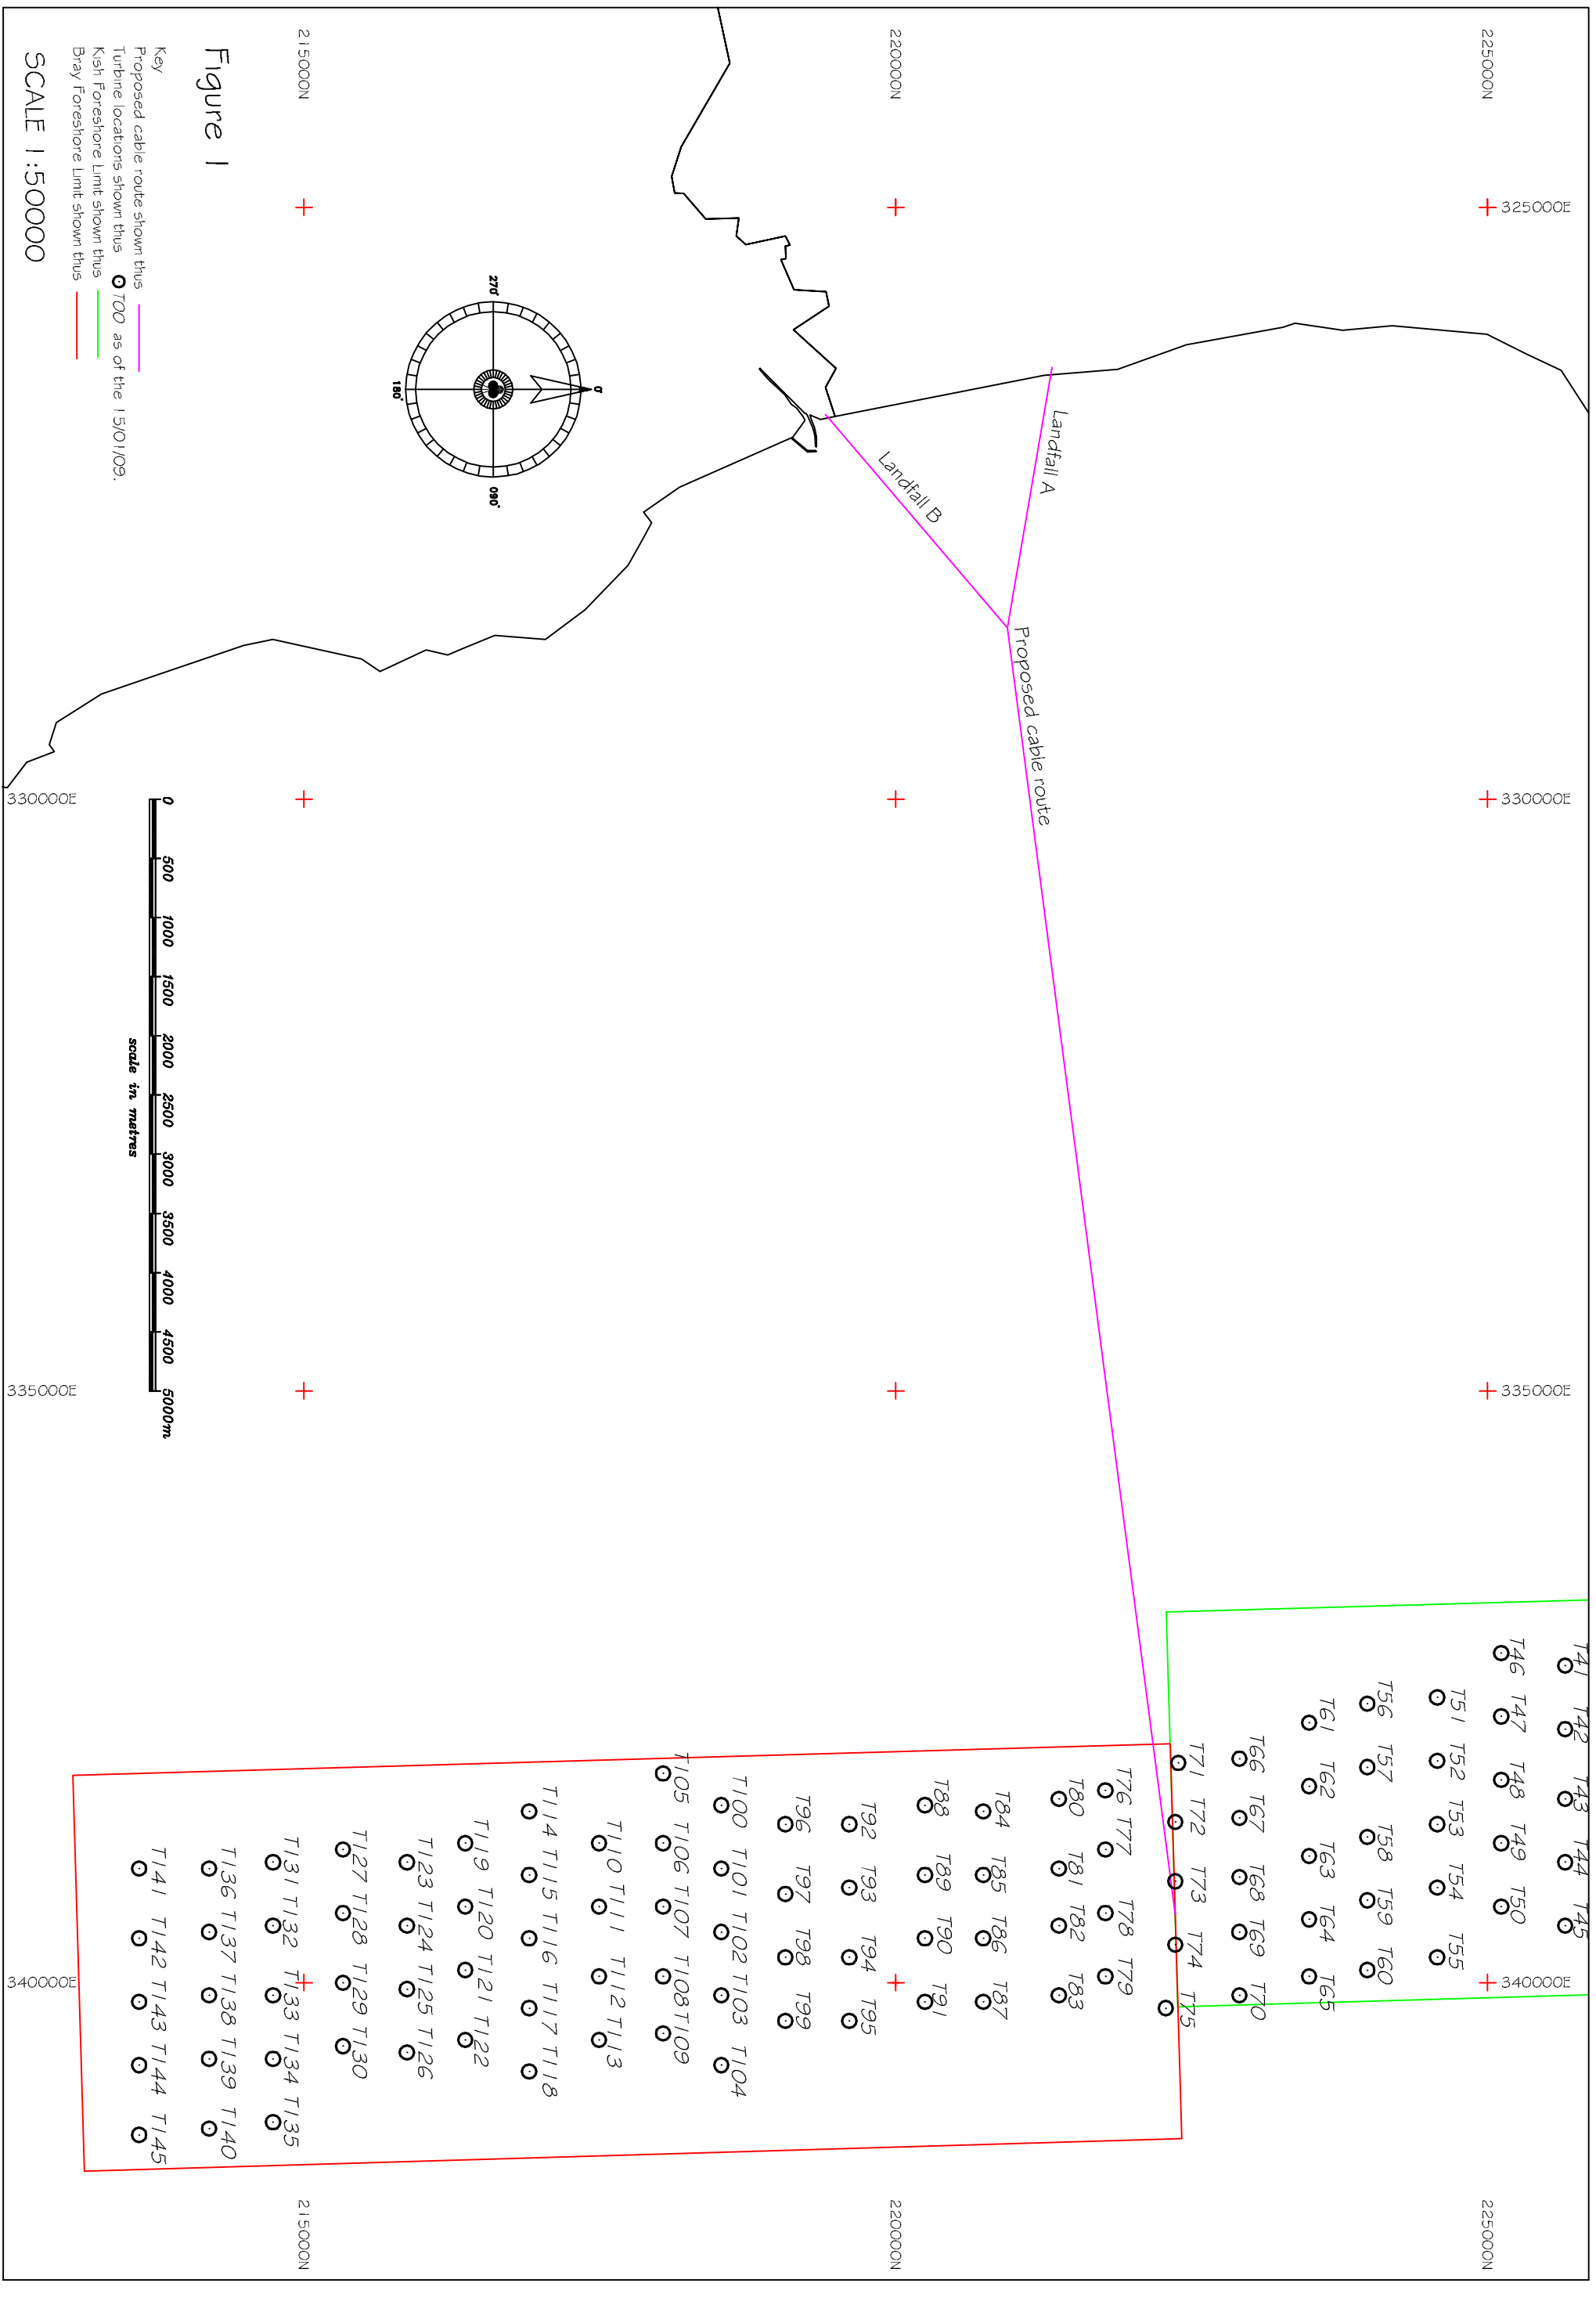 215000N
220000N
225000N
325000E
330000E
335000E
330000E
335000E
340000E
340000E
215000N
220000N
225000N
Figure 1
Key
Proposed cable route shown thus
Turbine locations shown thus T00 as of the 15/01/09.
Kish Foreshore Limit shown thus
Bray Foreshore Limit shown thus
SCALE 1:50000
0°
090°
180°
270°
Landfall A
Landfall B
Proposed cable route
0 500 1000 1500 2000 2500 3000 3500 4000 4500 5000m
scale in metres
T41 T42 T43 T44 T45
T46 T47 T48 T49 T50
T51 T52 T53 T54 T55
T56 T57 T58 T59 T60
T61 T62 T63 T64 T65
T66 T67 T68 T69 T70
T71 T72 T73 T74 T75
T76 T77 T78 T79
T80 T81 T82 T83
T84 T85 T86 T87
T88 T89 T90 T91
T92 T93 T94 T95
T96 T97 T98 T99
T100 T101 T102 T103 T104
T105 T106 T107 T108 T109
T110 T111 T112 T113
T114 T115 T116 T117 T118
T119 T120 T121 T122
T123 T124 T125 T126
T127 T128 T129 T130
T131 T132 T133 T134 T135
T136 T137 T138 T139 T140
T141 T142 T143 T144 T145